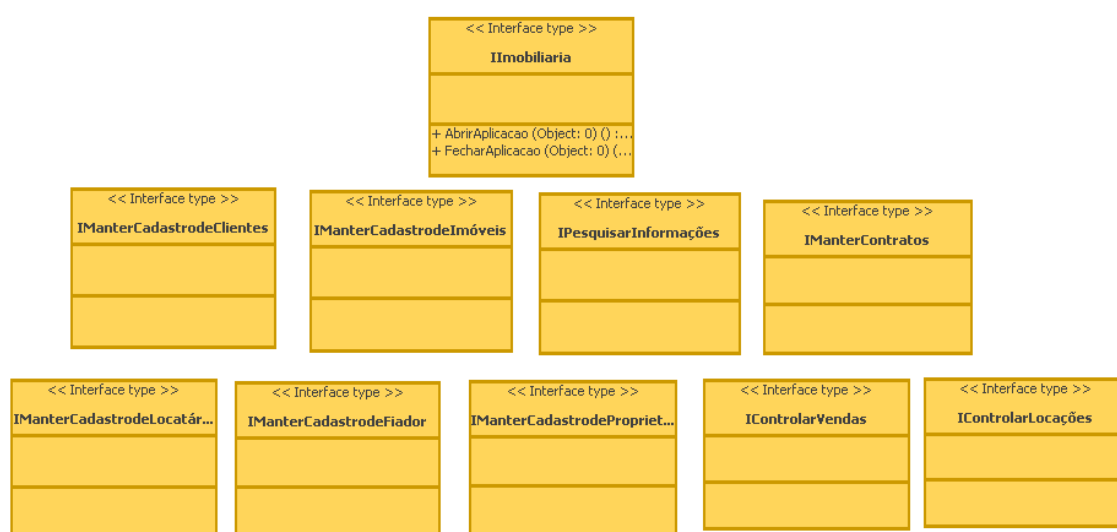 << Interface type >>
IImobiliaria
+ AbrirAplicacao (Object: 0) () :...
+ FecharAplicacao (Object: 0) (...
<< Interface type >>
IManterCadastrodeClientes
<< Interface type >>
IManterCadastrodeImóveis
<< Interface type >>
IPesquisarInformações
<< Interface type >>
IManterContratos
<< Interface type >>
IManterCadastrodeLocatár...
<< Interface type >>
IManterCadastrodeFiador
<< Interface type >>
IManterCadastrodePropriet...
<< Interface type >>
IControlarVendas
<< Interface type >>
IControlarLocações